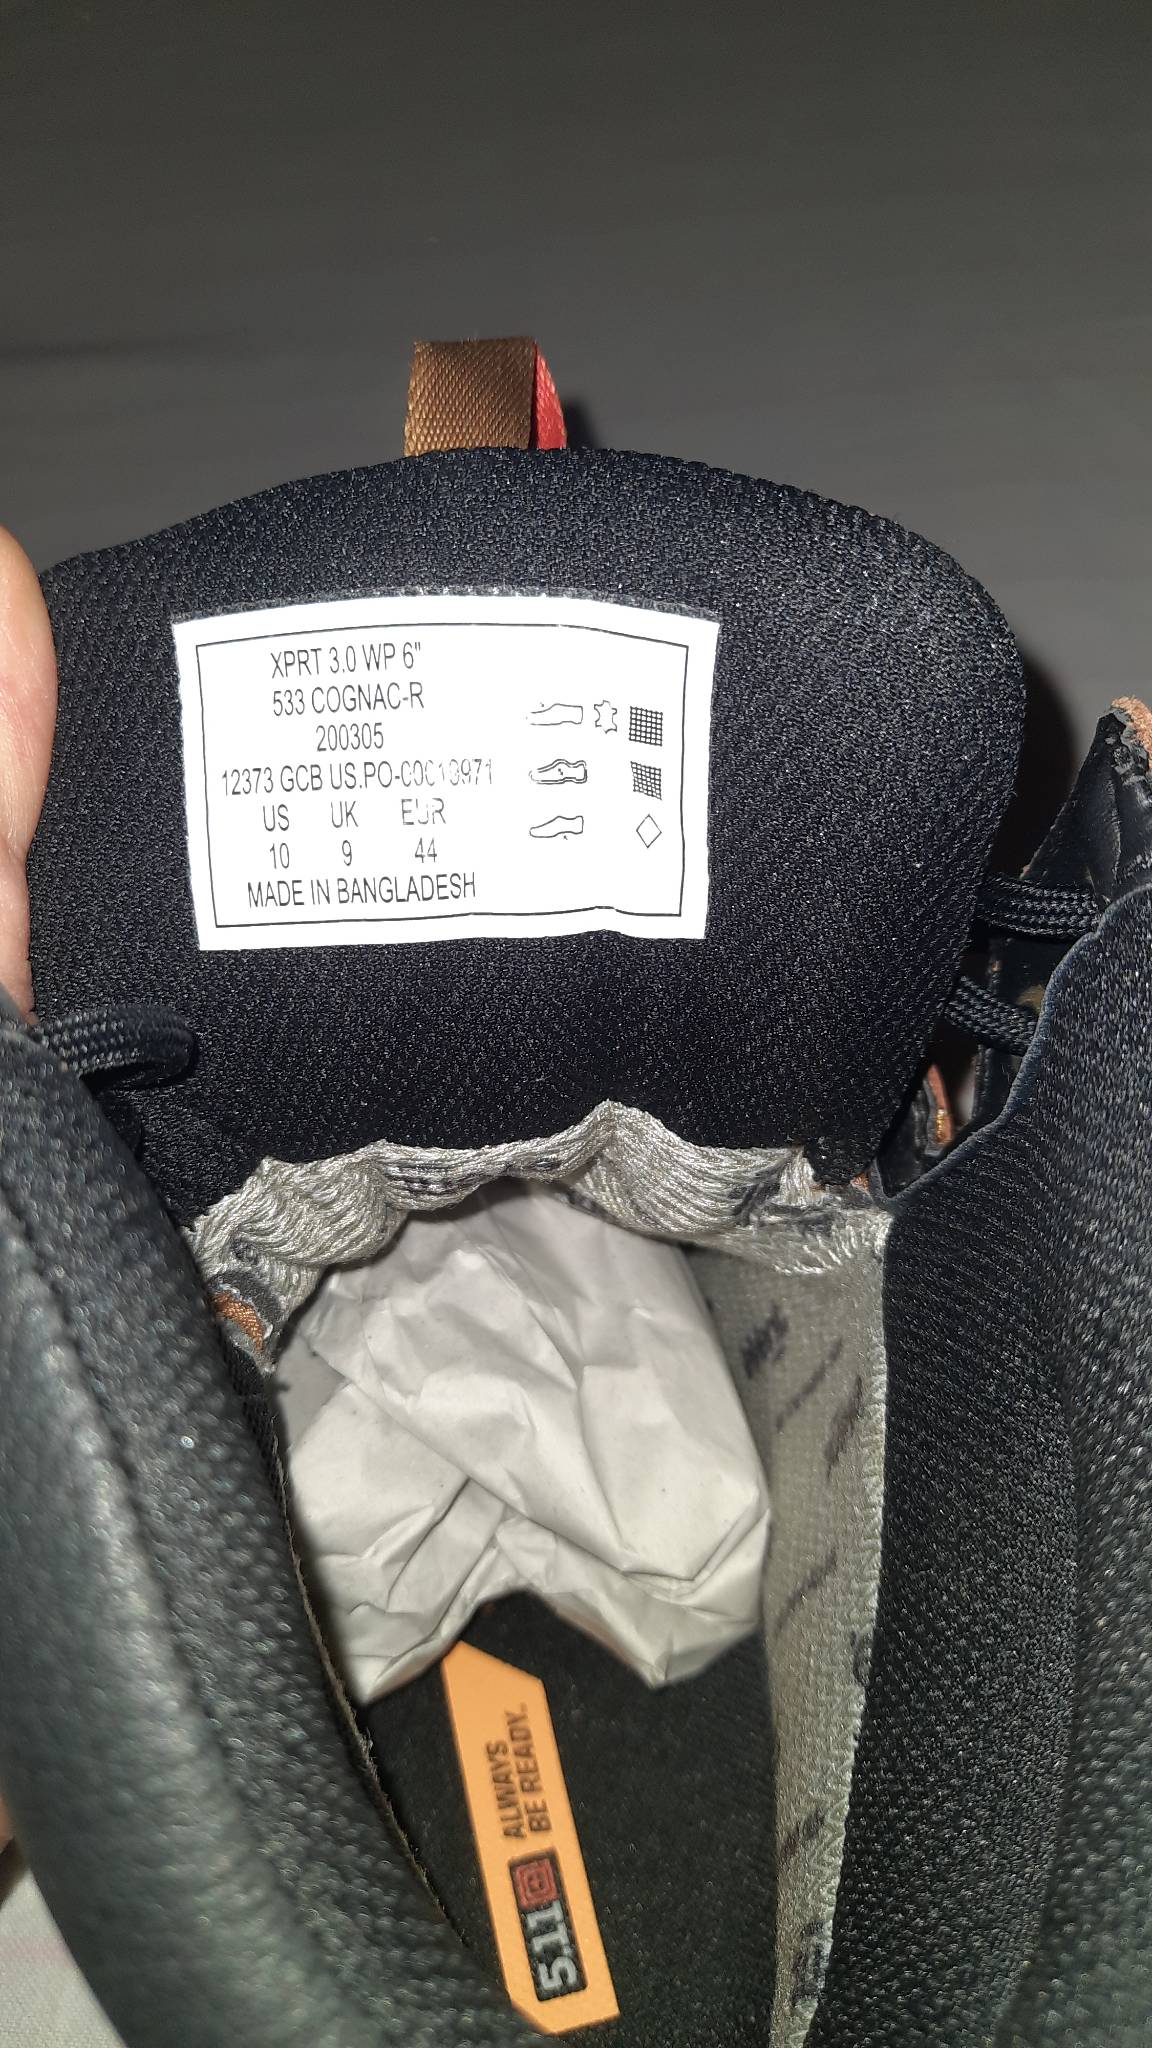 XPRT 3.0 WP 6"
533 COGNAC-R
200305
12373 GCB US.PO-00010971
US UK EUR
10 9 44
MADE IN BANGLADESH
ALWAYS
BE READY.
5.11